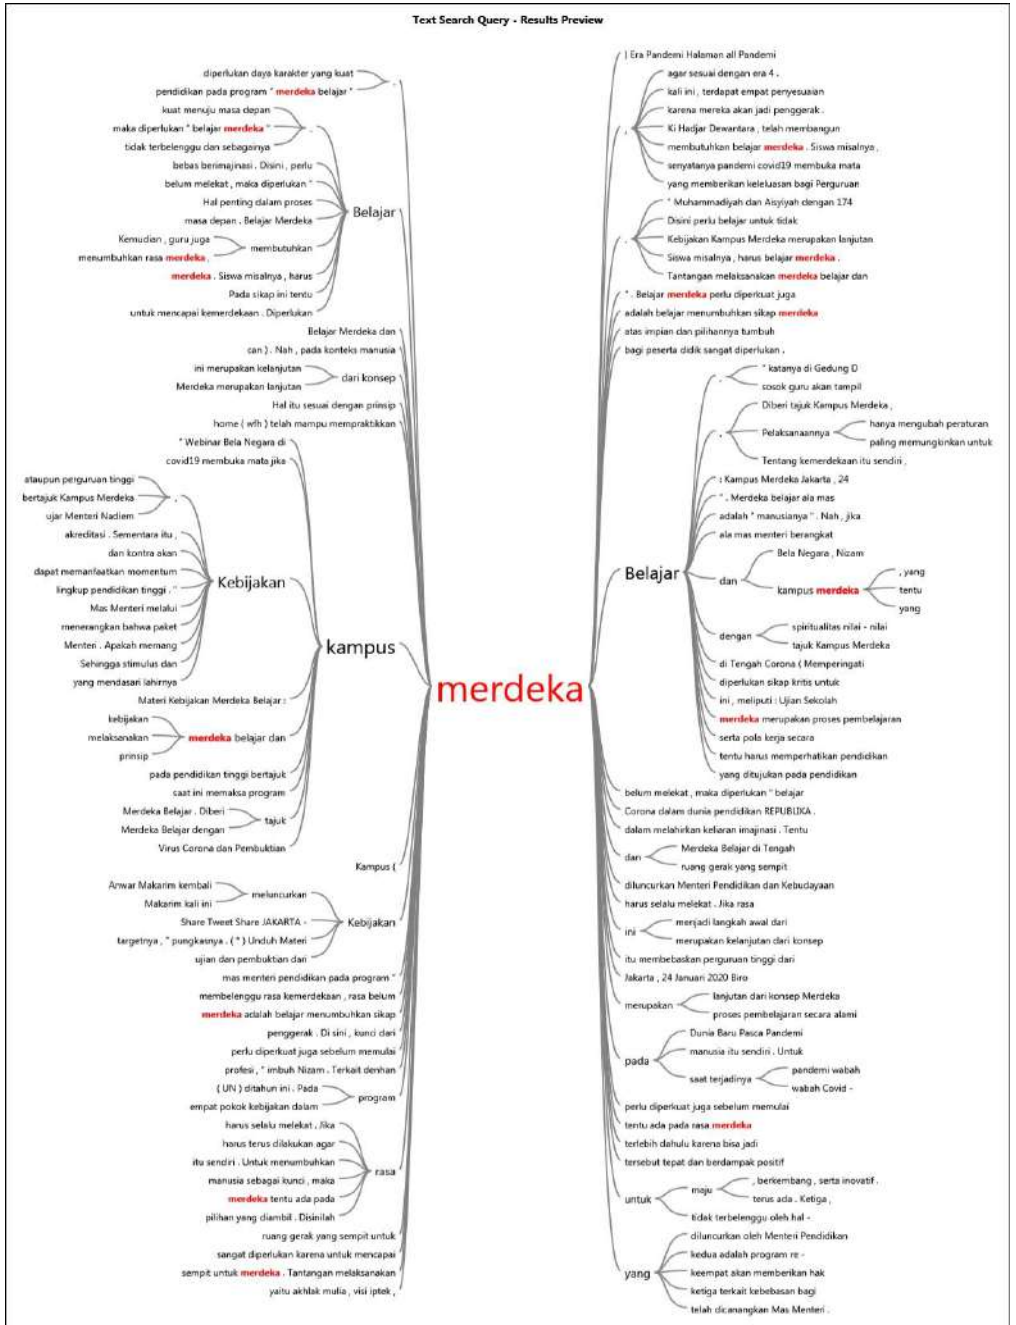 Text Search Query - Results Preview
diperlukan daya karakter yang kuat
pendidikan pada program " merdeka belajar "
.
kuat menuju masa depan
maka diperlukan " belajar merdeka "
tidak terbelenggu dan sebagainya
.
bebas berimajinasi . Disini , perlu
belum melekat , maka diperlukan "
Hal penting dalam proses
masa depan . Belajar Merdeka
Kemudian , guru juga
menumbuhkan rasa merdeka ,
membutuhkan
merdeka . Siswa misalnya , harus
Pada sikap ini tentu
untuk mencapai kemerdekaan . Diperlukan
Belajar
Belajar Merdeka dan
can ) . Nah , pada konteks manusia
ini merupakan kelanjutan
Merdeka merupakan lanjutan
dari konsep
Hal itu sesuai dengan prinsip
home ( wfh ) telah mampu mempraktikkan
" Webinar Bela Negara di
covid19 membuka mata jika
ataupun perguruan tinggi
bertajuk Kampus Merdeka
ujar Menteri Nadiem
,
akreditasi . Sementara itu ,
dan kontra akan
dapat memanfaatkan momentum
lingkup pendidikan tinggi . "
Mas Menteri melalui
menerangkan bahwa paket
Menteri . Apakah memang
Sehingga stimulus dan
yang mendasari lahirnya
Kebijakan
Materi Kebijakan Merdeka Belajar :
kebijakan
melaksanakan
prinsip
merdeka belajar dan
pada pendidikan tinggi bertajuk
saat ini memaksa program
Merdeka Belajar . Diberi
Merdeka Belajar dengan
tajuk
Virus Corona dan Pembuktian
kampus
Kampus (
Anwar Makarim kembali
Makarim kali ini
meluncurkan
Share Tweet Share JAKARTA -
targetnya , " pungkasnya . ( * ) Unduh Materi
ujian dan pembuktian dari
Kebijakan
mas menteri pendidikan pada program "
membelenggu rasa kemerdekaan , rasa belum
merdeka adalah belajar menumbuhkan sikap
penggerak . Di sini , kunci dari
perlu diperkuat juga sebelum memulai
profesi , " imbuh Nizam . Terkait denhan
( UN ) ditahun ini . Pada
empat pokok kebijakan dalam
program
harus selalu melekat . Jika
harus terus dilakukan agar
itu sendiri . Untuk menumbuhkan
manusia sebagai kunci , maka
merdeka tentu ada pada
pilihan yang diambil . Disinilah
rasa
ruang gerak yang sempit untuk
sangat diperlukan karena untuk mencapai
sempit untuk merdeka . Tantangan melaksanakan
yaitu akhlak mulia , visi iptek ,
merdeka
| Era Pandemi Halaman all Pandemi
,
agar sesuai dengan era 4 .
kali ini , terdapat empat penyesuaian
karena mereka akan jadi penggerak .
Ki Hadjar Dewantara , telah membangun
membutuhkan belajar merdeka . Siswa misalnya ,
senyatanya pandemi covid19 membuka mata
yang memberikan keleluasan bagi Perguruan
.
" Muhammadiyah dan Aisyiyah dengan 174
Disini perlu belajar untuk tidak
Kebijakan Kampus Merdeka merupakan lanjutan
Siswa misalnya , harus belajar merdeka .
Tantangan melaksanakan merdeka belajar dan
" . Belajar merdeka perlu diperkuat juga
adalah belajar menumbuhkan sikap merdeka
atas impian dan pilihannya tumbuh
bagi peserta didik sangat diperlukan .
Belajar
,
" katanya di Gedung D
sosok guru akan tampil
.
Diberi tajuk Kampus Merdeka ,
Pelaksanaannya
hanya mengubah peraturan
paling memungkinkan untuk
Tentang kemerdekaan itu sendiri ,
: Kampus Merdeka Jakarta , 24
" . Merdeka belajar ala mas
adalah " manusianya " . Nah , jika
ala mas menteri berangkat
dan
Bela Negara , Nizam
kampus merdeka
, yang
tentu
yang
dengan
spiritualitas nilai - nilai
tajuk Kampus Merdeka
di Tengah Corona ( Memperingati
diperlukan sikap kritis untuk
ini , meliputi : Ujian Sekolah
merdeka merupakan proses pembelajaran
serta pola kerja secara
tentu harus memperhatikan pendidikan
yang ditujukan pada pendidikan
belum melekat , maka diperlukan " belajar
Corona dalam dunia pendidikan REPUBLIKA .
dalam melahirkan keliaran imajinasi . Tentu
dan
Merdeka Belajar di Tengah
ruang gerak yang sempit
diluncurkan Menteri Pendidikan dan Kebudayaan
harus selalu melekat . Jika rasa
ini
menjadi langkah awal dari
merupakan kelanjutan dari konsep
itu membebaskan perguruan tinggi dari
Jakarta , 24 Januari 2020 Biro
merupakan
lanjutan dari konsep Merdeka
proses pembelajaran secara alami
pada
Dunia Baru Pasca Pandemi
manusia itu sendiri . Untuk
saat terjadinya
pandemi wabah
wabah Covid -
perlu diperkuat juga sebelum memulai
tentu ada pada rasa merdeka
terlebih dahulu karena bisa jadi
tersebut tepat dan berdampak positif
untuk
maju
, berkembang , serta inovatif .
terus ada . Ketiga ,
tidak terbelenggu oleh hal -
yang
diluncurkan oleh Menteri Pendidikan
kedua adalah program re -
keempat akan memberikan hak
ketiga terkait kebebasan bagi
telah dicanangkan Mas Menteri .